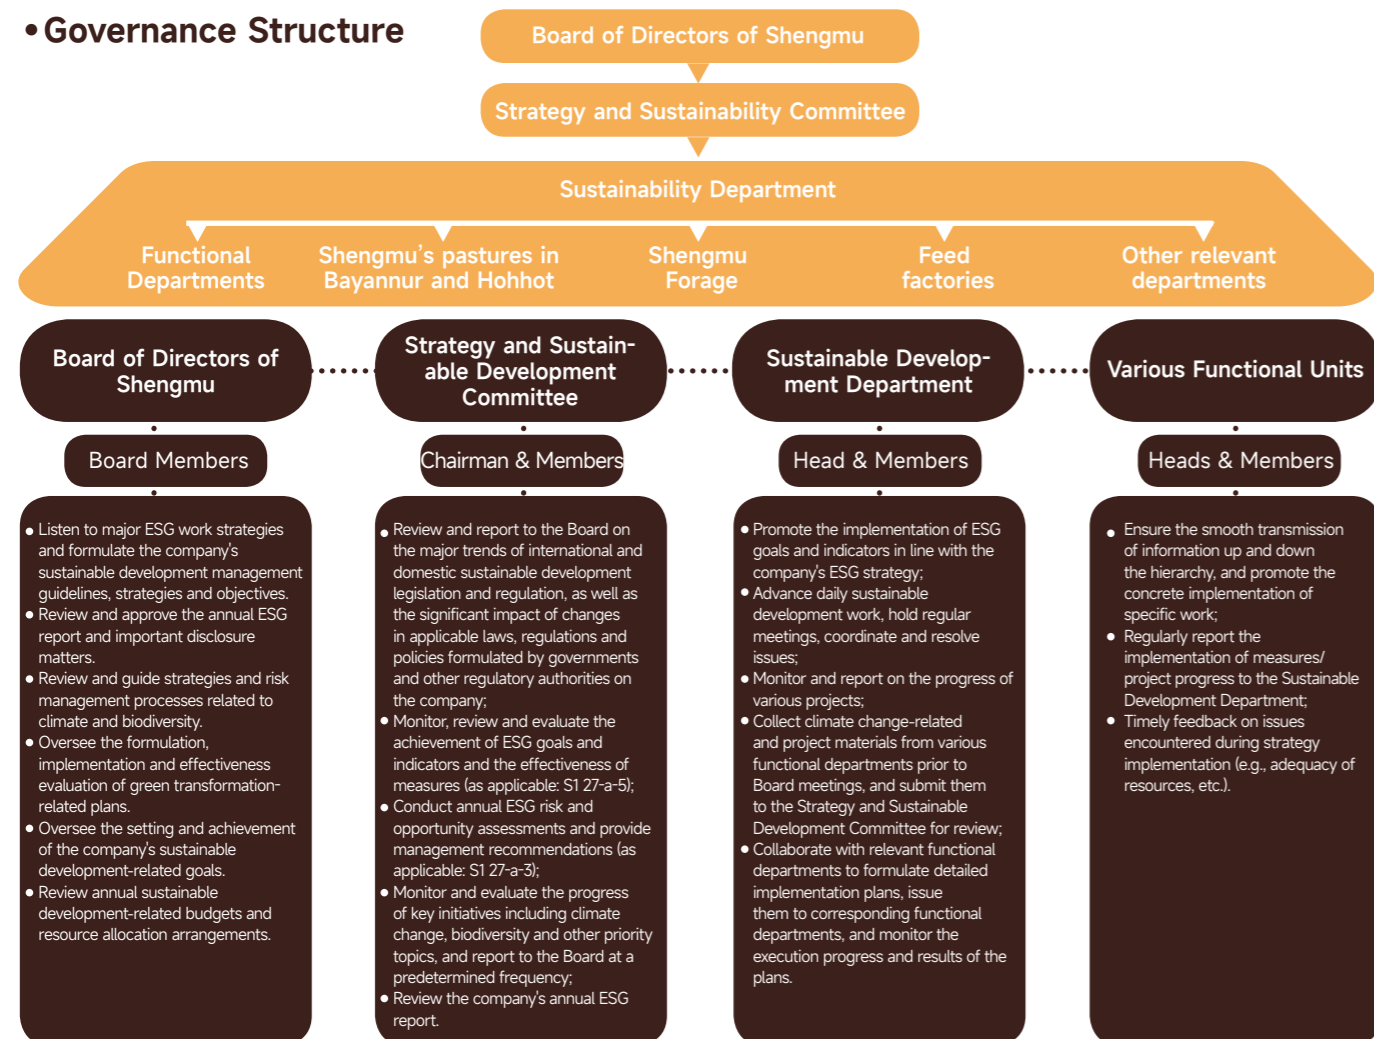 • Governance Structure
Board of Directors of Shengmu
Strategy and Sustainability Committee
Sustainability Department
Functional
Departments
Shengmu's pastures in
Bayannur and Hohhot
Shengmu
Forage
Feed
factories
Other relevant
departments
Board of Directors of
Shengmu
Board Members
• Listen to major ESG work strategies
and formulate the company's
sustainable development management
guidelines, strategies and objectives.
• Review and approve the annual ESG
report and important disclosure
matters.
• Review and guide strategies and risk
management processes related to
climate and biodiversity.
• Oversee the formulation,
implementation and effectiveness
evaluation of green transformation-
related plans.
• Oversee the setting and achievement
of the company's sustainable
development-related goals.
• Review annual sustainable
development-related budgets and
resource allocation arrangements.
Strategy and Sustain-
able Development
Committee
Chairman & Members
• Review and report to the Board on
the major trends of international and
domestic sustainable development
legislation and regulation, as well as
the significant impact of changes
in applicable laws, regulations and
policies formulated by governments
and other regulatory authorities on
the company;
• Monitor, review and evaluate the
achievement of ESG goals and
indicators and the effectiveness of
measures (as applicable: S1 27-a-5);
• Conduct annual ESG risk and
opportunity assessments and provide
management recommendations (as
applicable: S1 27-a-3);
• Monitor and evaluate the progress
of key initiatives including climate
change, biodiversity and other priority
topics, and report to the Board at a
predetermined frequency;
• Review the company's annual ESG
report.
Sustainable Develop-
ment Department
Head & Members
• Promote the implementation of ESG
goals and indicators in line with the
company's ESG strategy;
• Advance daily sustainable
development work, hold regular
meetings, coordinate and resolve
issues;
• Monitor and report on the progress of
various projects;
• Collect climate change-related
and project materials from various
functional departments prior to
Board meetings, and submit them
to the Strategy and Sustainable
Development Committee for review;
• Collaborate with relevant functional
departments to formulate detailed
implementation plans, issue
them to corresponding functional
departments, and monitor the
execution progress and results of the
plans.
Various Functional Units
Heads & Members
• Ensure the smooth transmission
of information up and down
the hierarchy, and promote the
concrete implementation of
specific work;
• Regularly report the
implementation of measures/
project progress to the Sustainable
Development Department;
• Timely feedback on issues
encountered during strategy
implementation (e.g., adequacy of
resources, etc.).